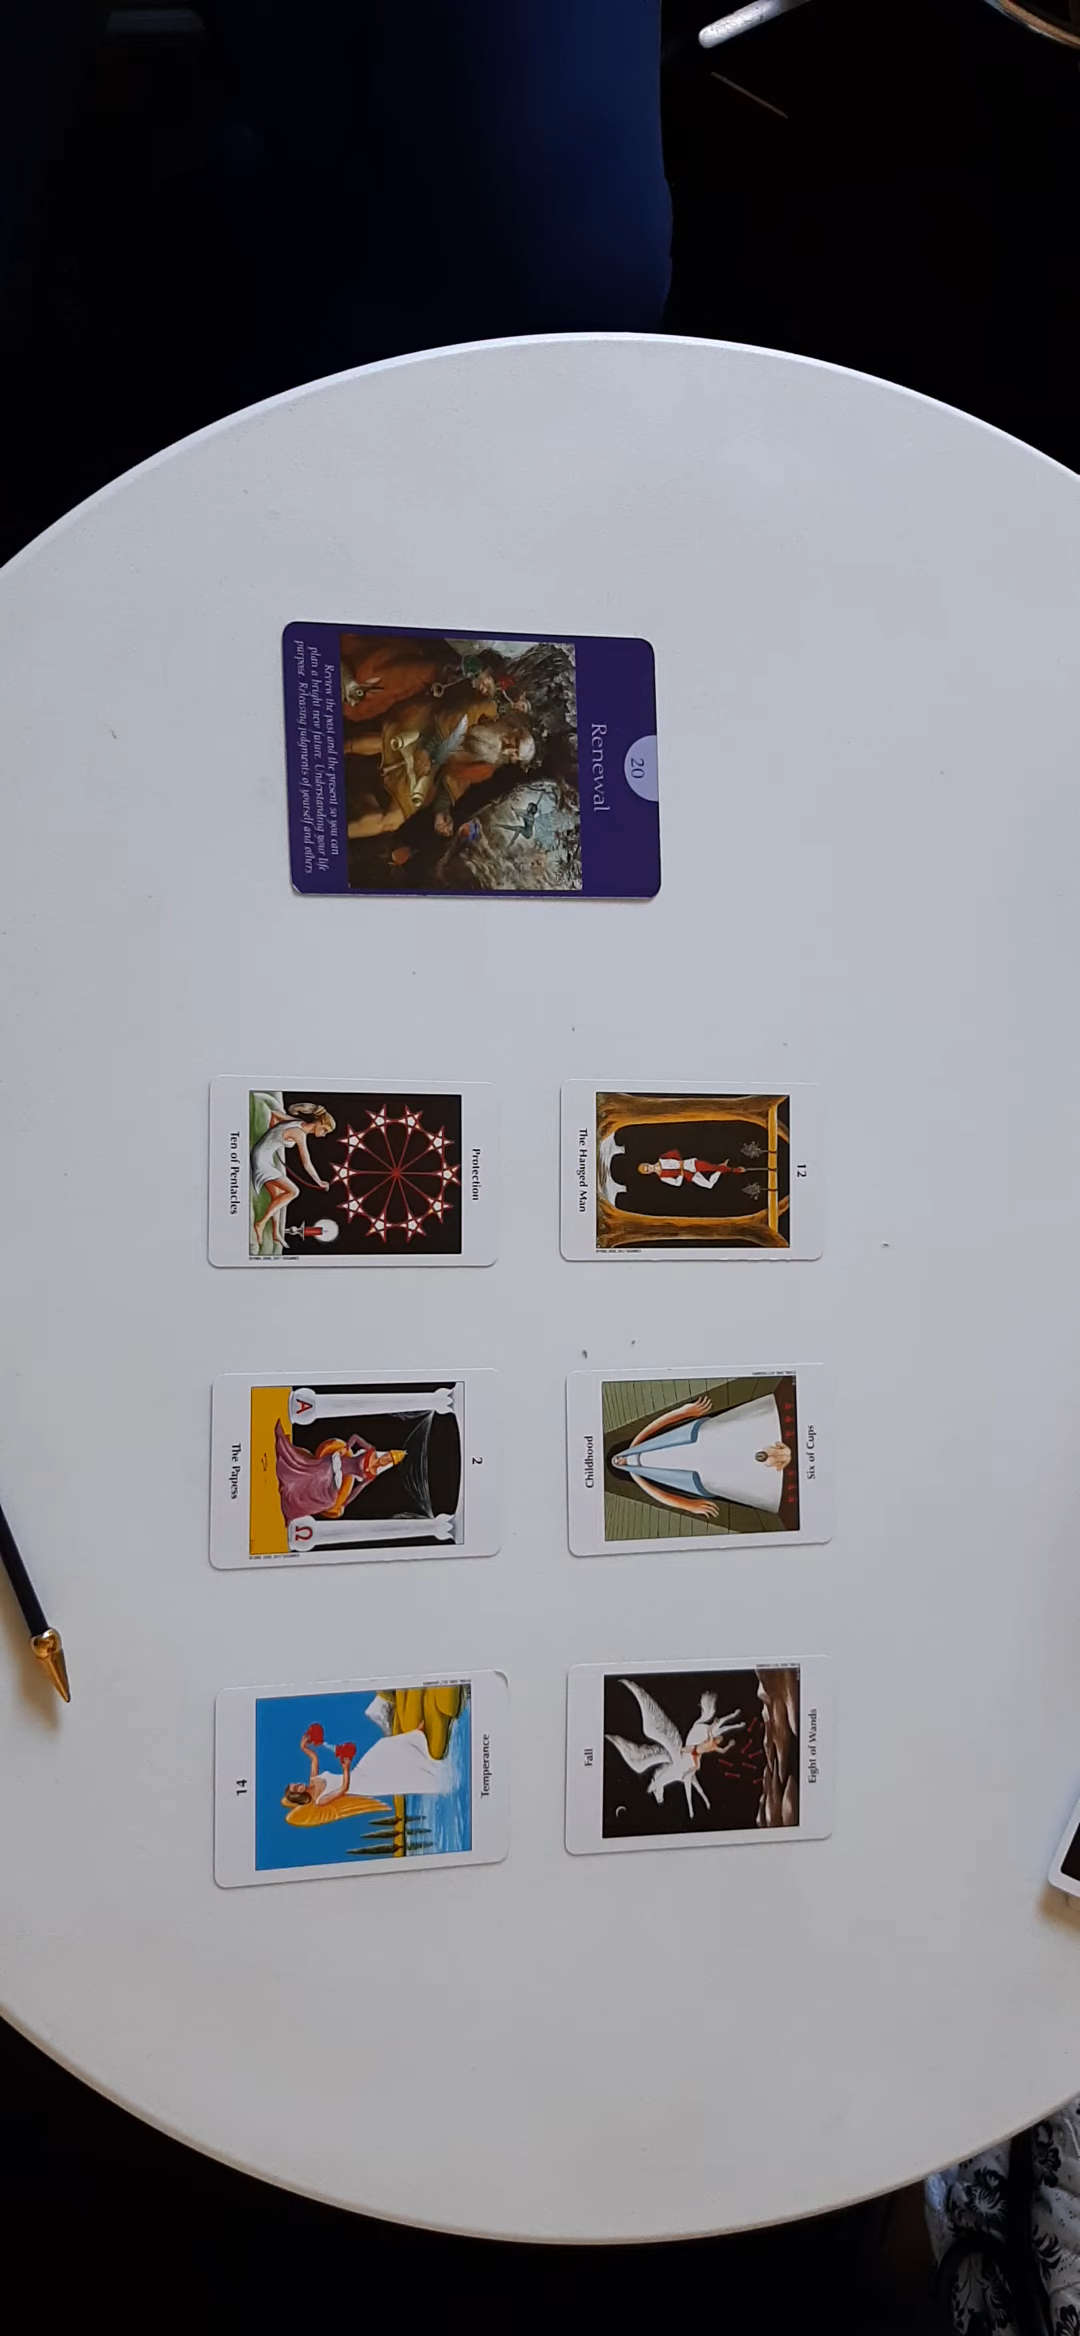 20
Renewal
Review the past and the present so you can
plan a bright new future. Understanding your life
purpose. Releasing judgments of yourself and others.
12
The Hanged Man
Six of Cups
Childhood
Eight of Wands
Fall
Protection
Ten of Pentacles
2
A
Ω
The Papess
Temperance
14